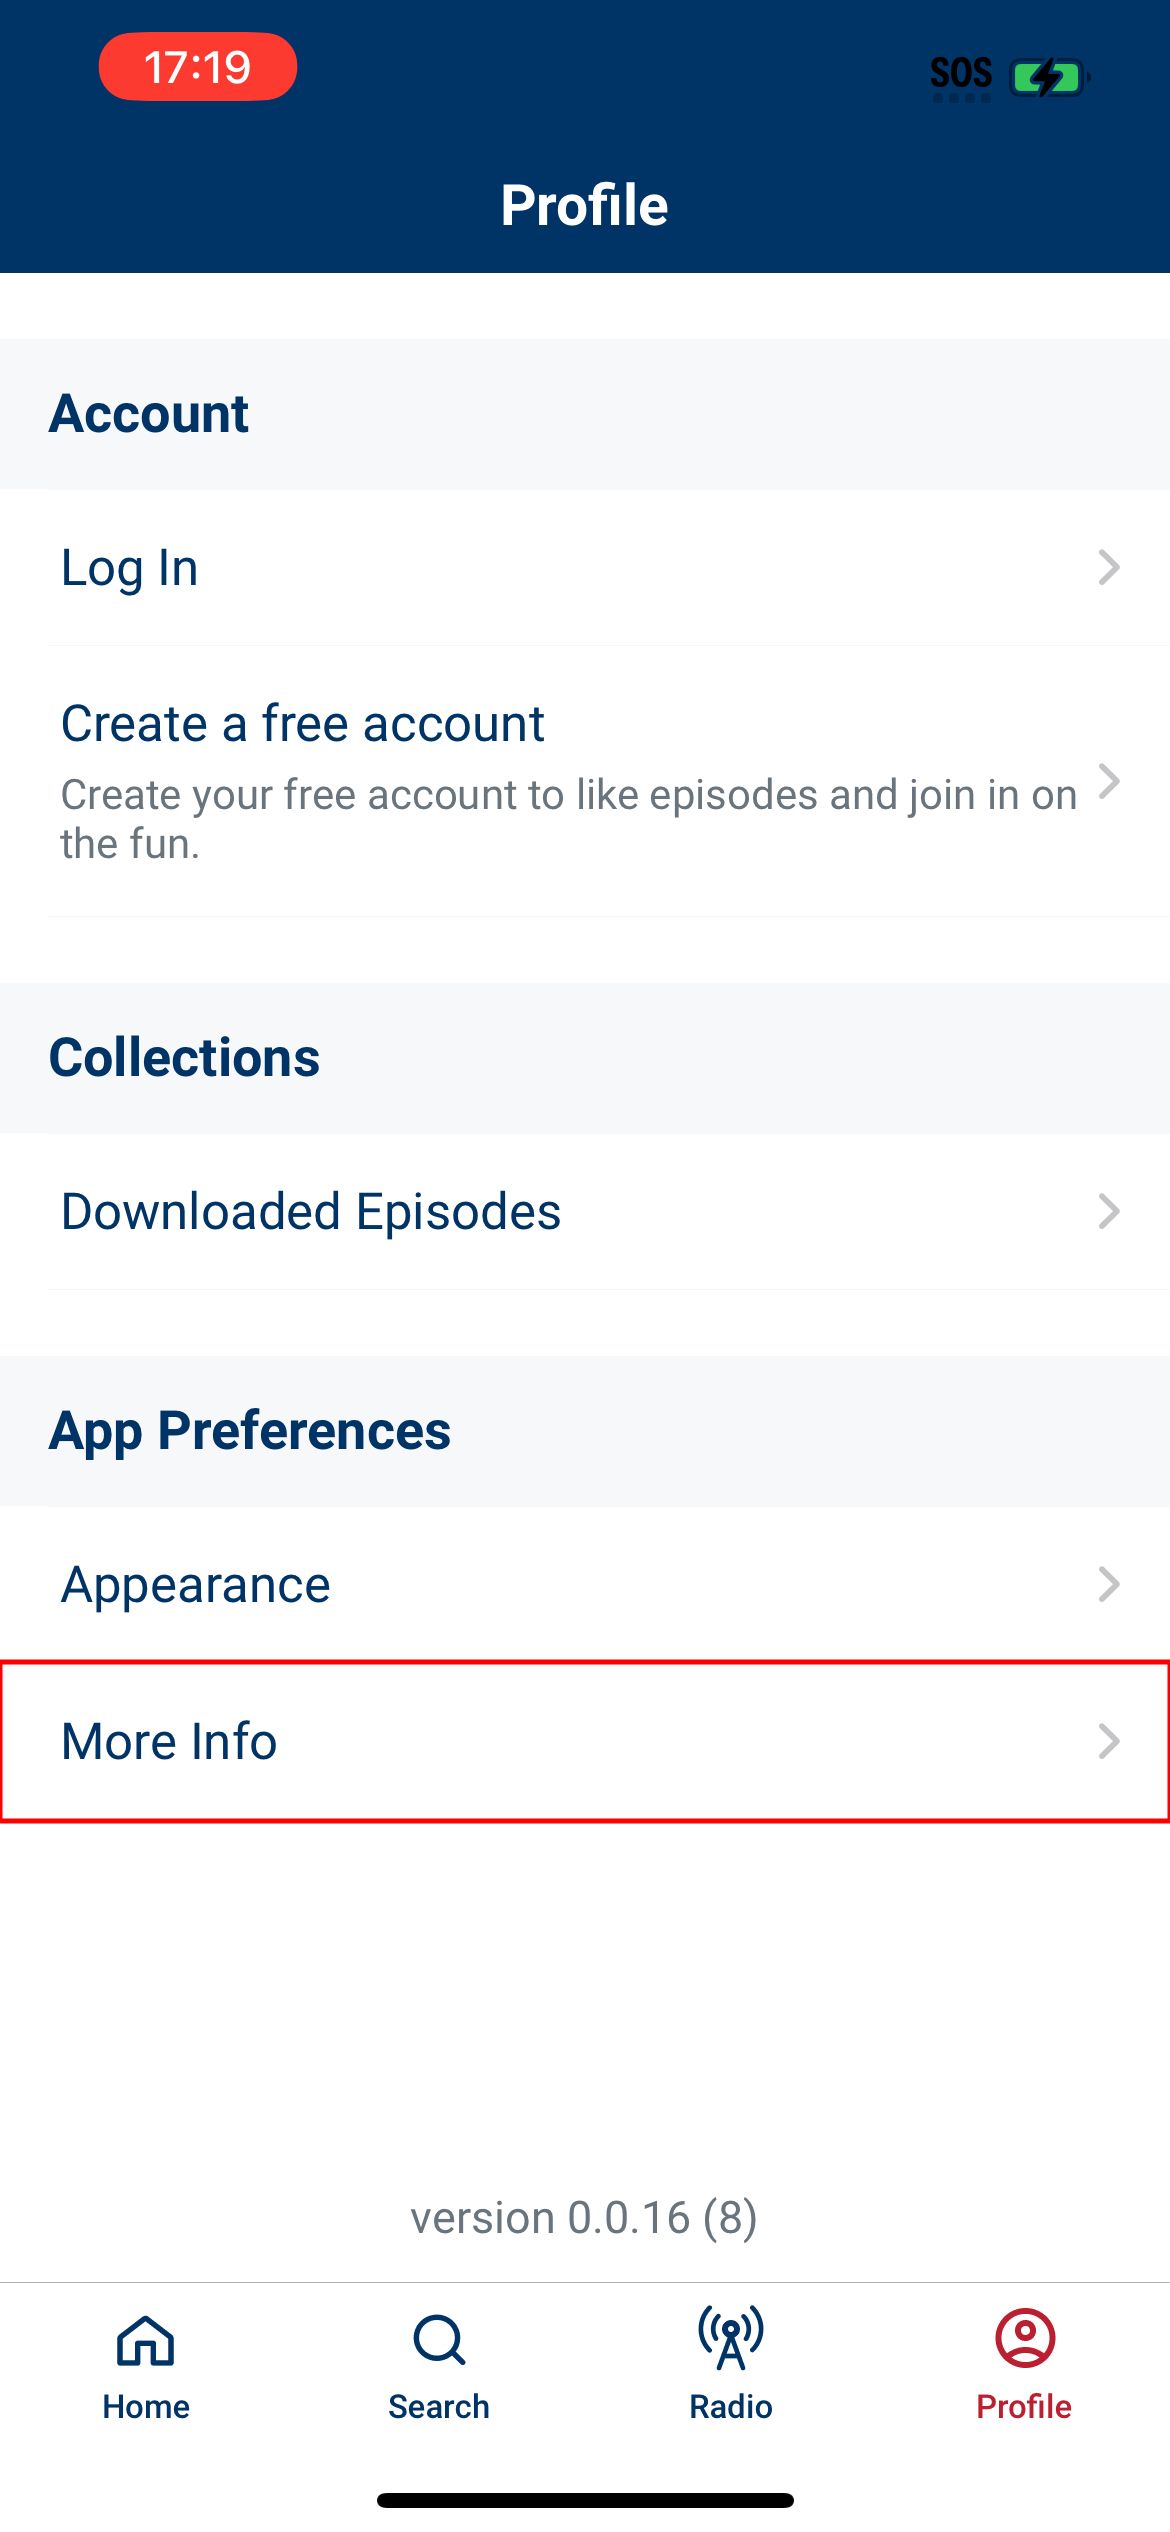 17:19
SOS
Profile
Account
Log In
Create a free account
Create your free account to like episodes and join in on
the fun.
Collections
Downloaded Episodes
App Preferences
Appearance
More Info
version 0.0.16 (8)
Home
Search
Radio
Profile